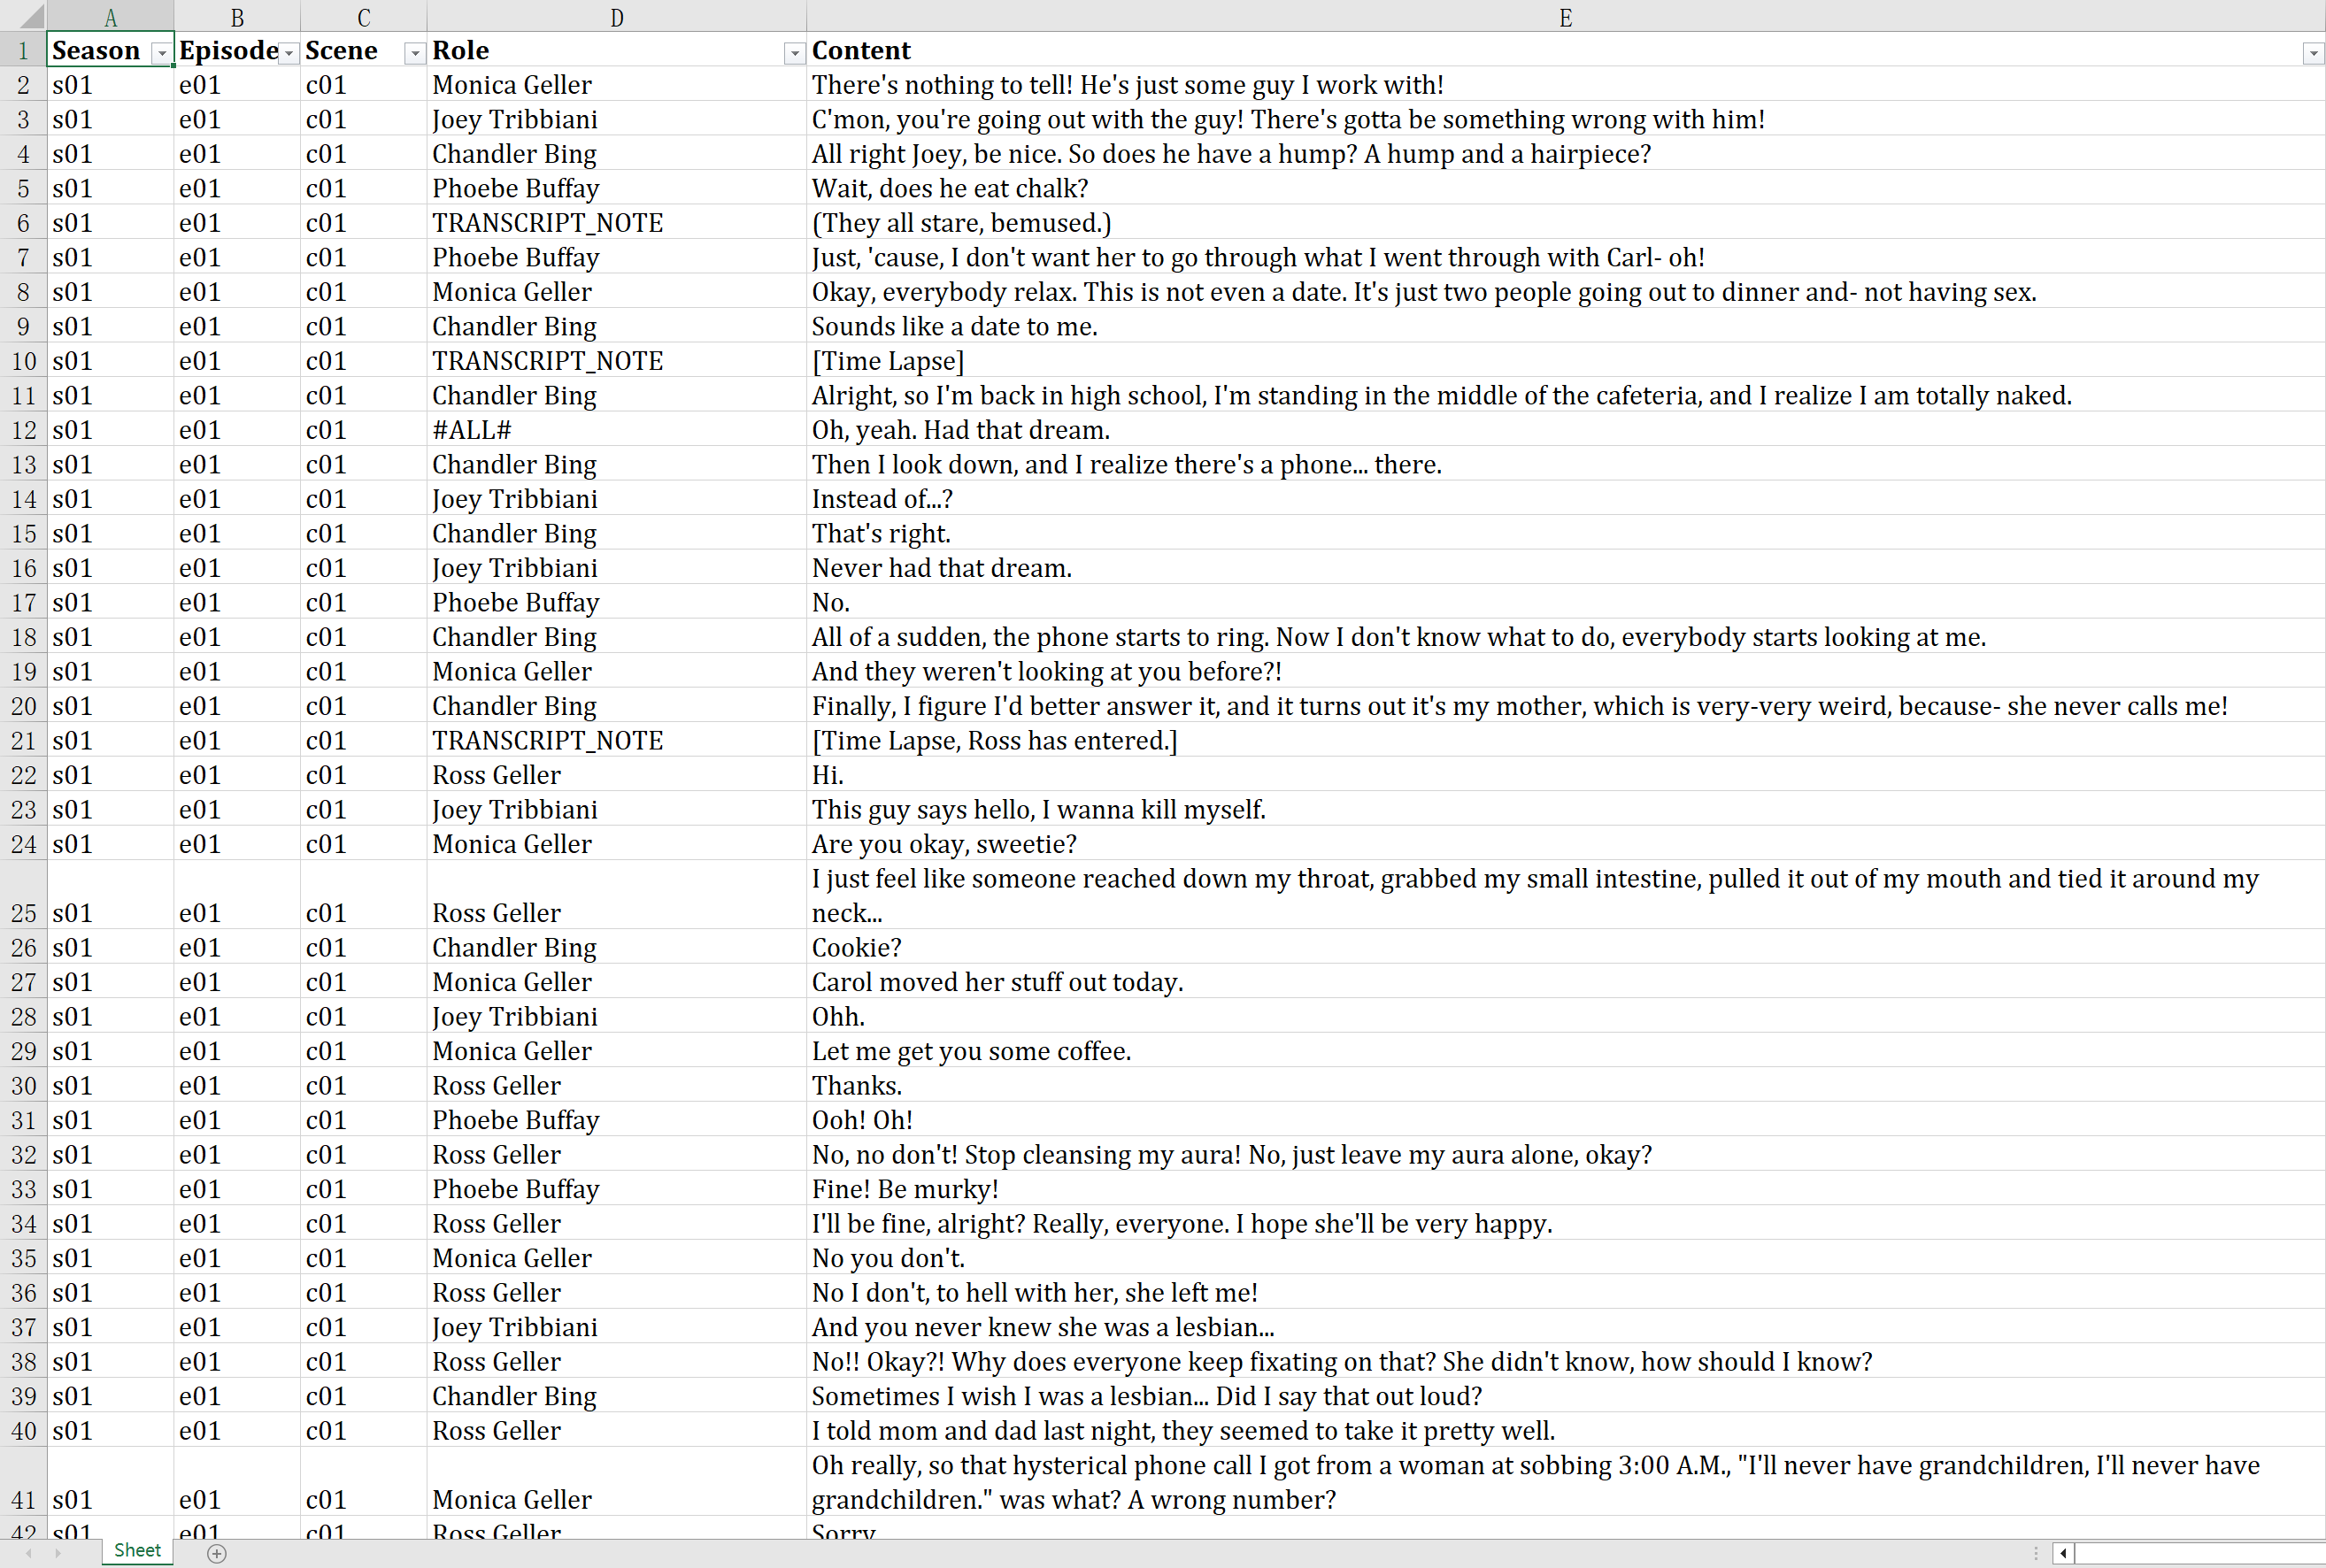 A B C D E
1 Season Episode Scene Role Content
2 s01 e01 c01 Monica Geller There's nothing to tell! He's just some guy I work with!
3 s01 e01 c01 Joey Tribbiani C'mon, you're going out with the guy! There's gotta be something wrong with him!
4 s01 e01 c01 Chandler Bing All right Joey, be nice. So does he have a hump? A hump and a hairpiece?
5 s01 e01 c01 Phoebe Buffay Wait, does he eat chalk?
6 s01 e01 c01 TRANSCRIPT_NOTE (They all stare, bemused.)
7 s01 e01 c01 Phoebe Buffay Just, 'cause, I don't want her to go through what I went through with Carl- oh!
8 s01 e01 c01 Monica Geller Okay, everybody relax. This is not even a date. It's just two people going out to dinner and- not having sex.
9 s01 e01 c01 Chandler Bing Sounds like a date to me.
10 s01 e01 c01 TRANSCRIPT_NOTE [Time Lapse]
11 s01 e01 c01 Chandler Bing Alright, so I'm back in high school, I'm standing in the middle of the cafeteria, and I realize I am totally naked.
12 s01 e01 c01 #ALL# Oh, yeah. Had that dream.
13 s01 e01 c01 Chandler Bing Then I look down, and I realize there's a phone... there.
14 s01 e01 c01 Joey Tribbiani Instead of...?
15 s01 e01 c01 Chandler Bing That's right.
16 s01 e01 c01 Joey Tribbiani Never had that dream.
17 s01 e01 c01 Phoebe Buffay No.
18 s01 e01 c01 Chandler Bing All of a sudden, the phone starts to ring. Now I don't know what to do, everybody starts looking at me.
19 s01 e01 c01 Monica Geller And they weren't looking at you before?!
20 s01 e01 c01 Chandler Bing Finally, I figure I'd better answer it, and it turns out it's my mother, which is very-very weird, because- she never calls me!
21 s01 e01 c01 TRANSCRIPT_NOTE [Time Lapse, Ross has entered.]
22 s01 e01 c01 Ross Geller Hi.
23 s01 e01 c01 Joey Tribbiani This guy says hello, I wanna kill myself.
24 s01 e01 c01 Monica Geller Are you okay, sweetie?
I just feel like someone reached down my throat, grabbed my small intestine, pulled it out of my mouth and tied it around my
25 s01 e01 c01 Ross Geller neck...
26 s01 e01 c01 Chandler Bing Cookie?
27 s01 e01 c01 Monica Geller Carol moved her stuff out today.
28 s01 e01 c01 Joey Tribbiani Ohh.
29 s01 e01 c01 Monica Geller Let me get you some coffee.
30 s01 e01 c01 Ross Geller Thanks.
31 s01 e01 c01 Phoebe Buffay Ooh! Oh!
32 s01 e01 c01 Ross Geller No, no don't! Stop cleansing my aura! No, just leave my aura alone, okay?
33 s01 e01 c01 Phoebe Buffay Fine! Be murky!
34 s01 e01 c01 Ross Geller I'll be fine, alright? Really, everyone. I hope she'll be very happy.
35 s01 e01 c01 Monica Geller No you don't.
36 s01 e01 c01 Ross Geller No I don't, to hell with her, she left me!
37 s01 e01 c01 Joey Tribbiani And you never knew she was a lesbian...
38 s01 e01 c01 Ross Geller No!! Okay?! Why does everyone keep fixating on that? She didn't know, how should I know?
39 s01 e01 c01 Chandler Bing Sometimes I wish I was a lesbian... Did I say that out loud?
40 s01 e01 c01 Ross Geller I told mom and dad last night, they seemed to take it pretty well.
Oh really, so that hysterical phone call I got from a woman at sobbing 3:00 A.M., "I'll never have grandchildren, I'll never have
41 s01 e01 c01 Monica Geller grandchildren." was what? A wrong number?
42 s01 e01 c01 Ross Geller Sorry
Sheet